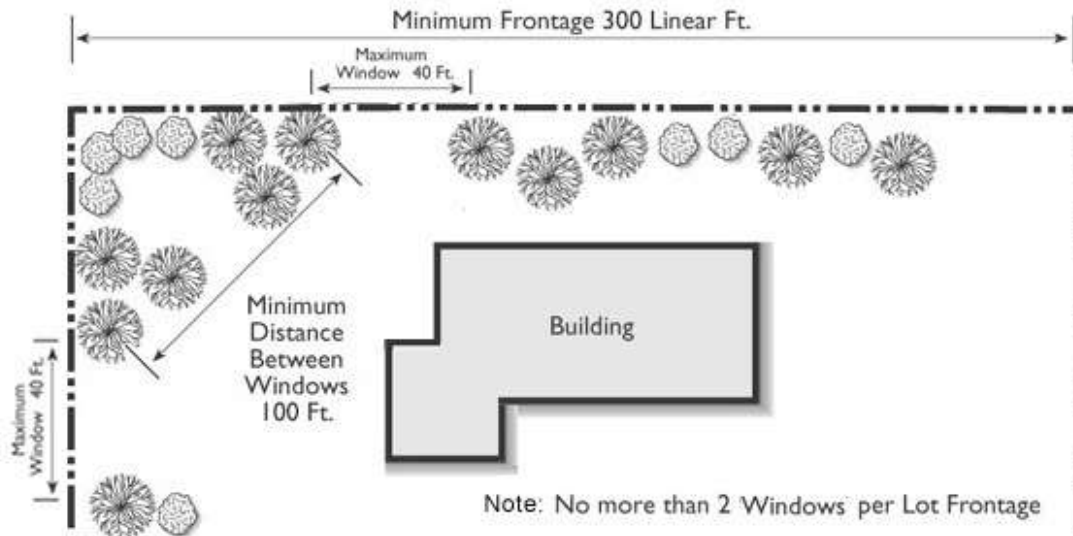 Minimum Frontage 300 Linear Ft.
Maximum
Window 40 Ft.
Minimum
Distance
Between
Windows
100 Ft.
Building
Maximum
Window 40 Ft.
Note: No more than 2 Windows per Lot Frontage